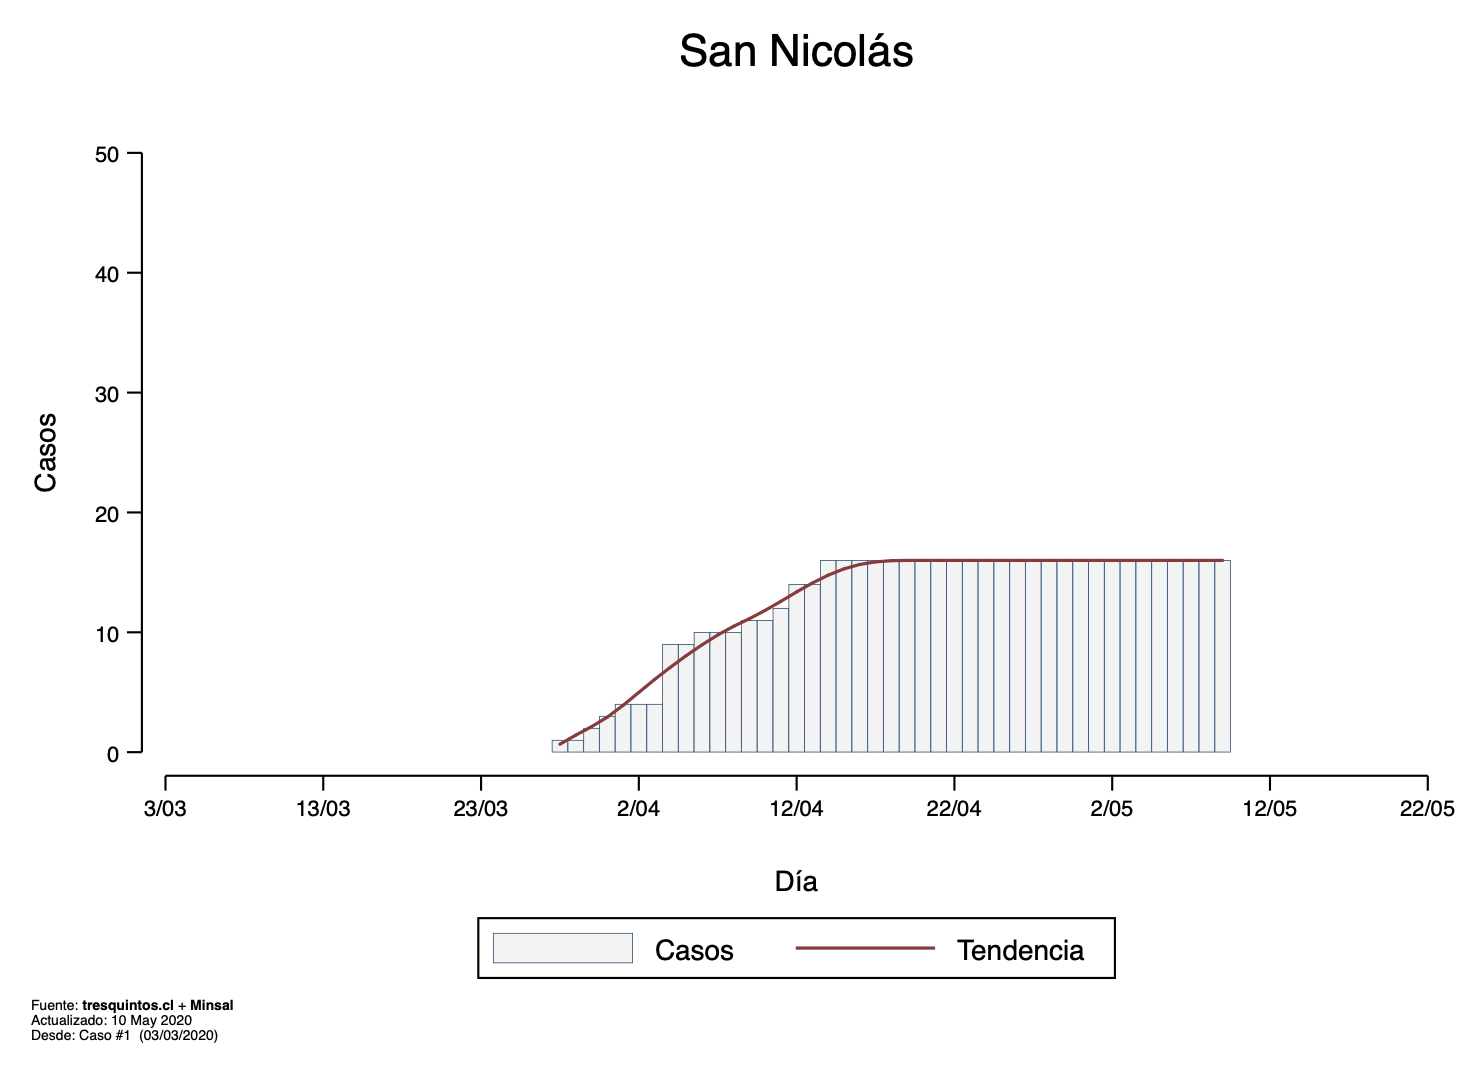 San Nicolás
50
40
30
20
10
0
Casos
3/03 13/03 23/03 2/04 12/04 22/04 2/05 12/05 22/05
Día
Casos Tendencia
Fuente: tresquintos.cl + Minsal
Actualizado: 10 May 2020
Desde: Caso #1 (03/03/2020)